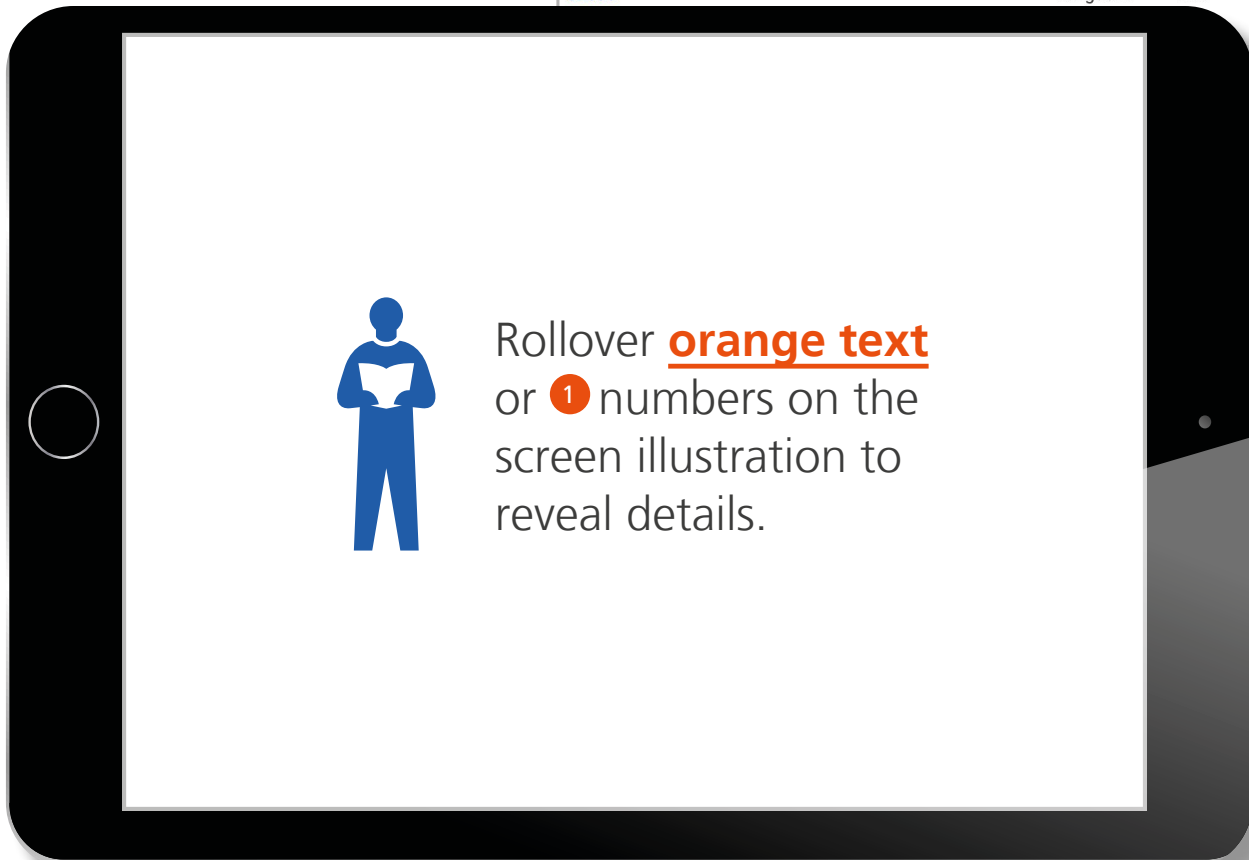 Rollover orange text
or 1 numbers on the
screen illustration to
reveal details.